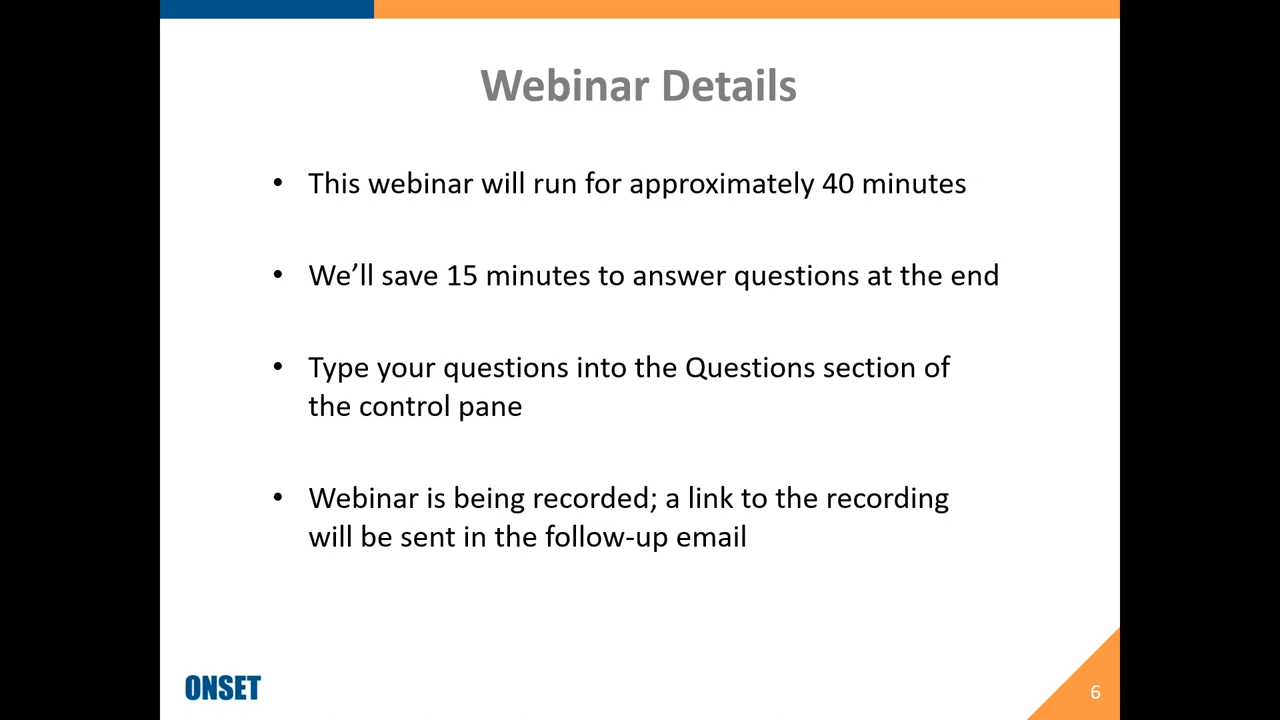 Webinar Details
• This webinar will run for approximately 40 minutes
• We’ll save 15 minutes to answer questions at the end
• Type your questions into the Questions section of
the control pane
• Webinar is being recorded; a link to the recording
will be sent in the follow-up email
ONSET
6